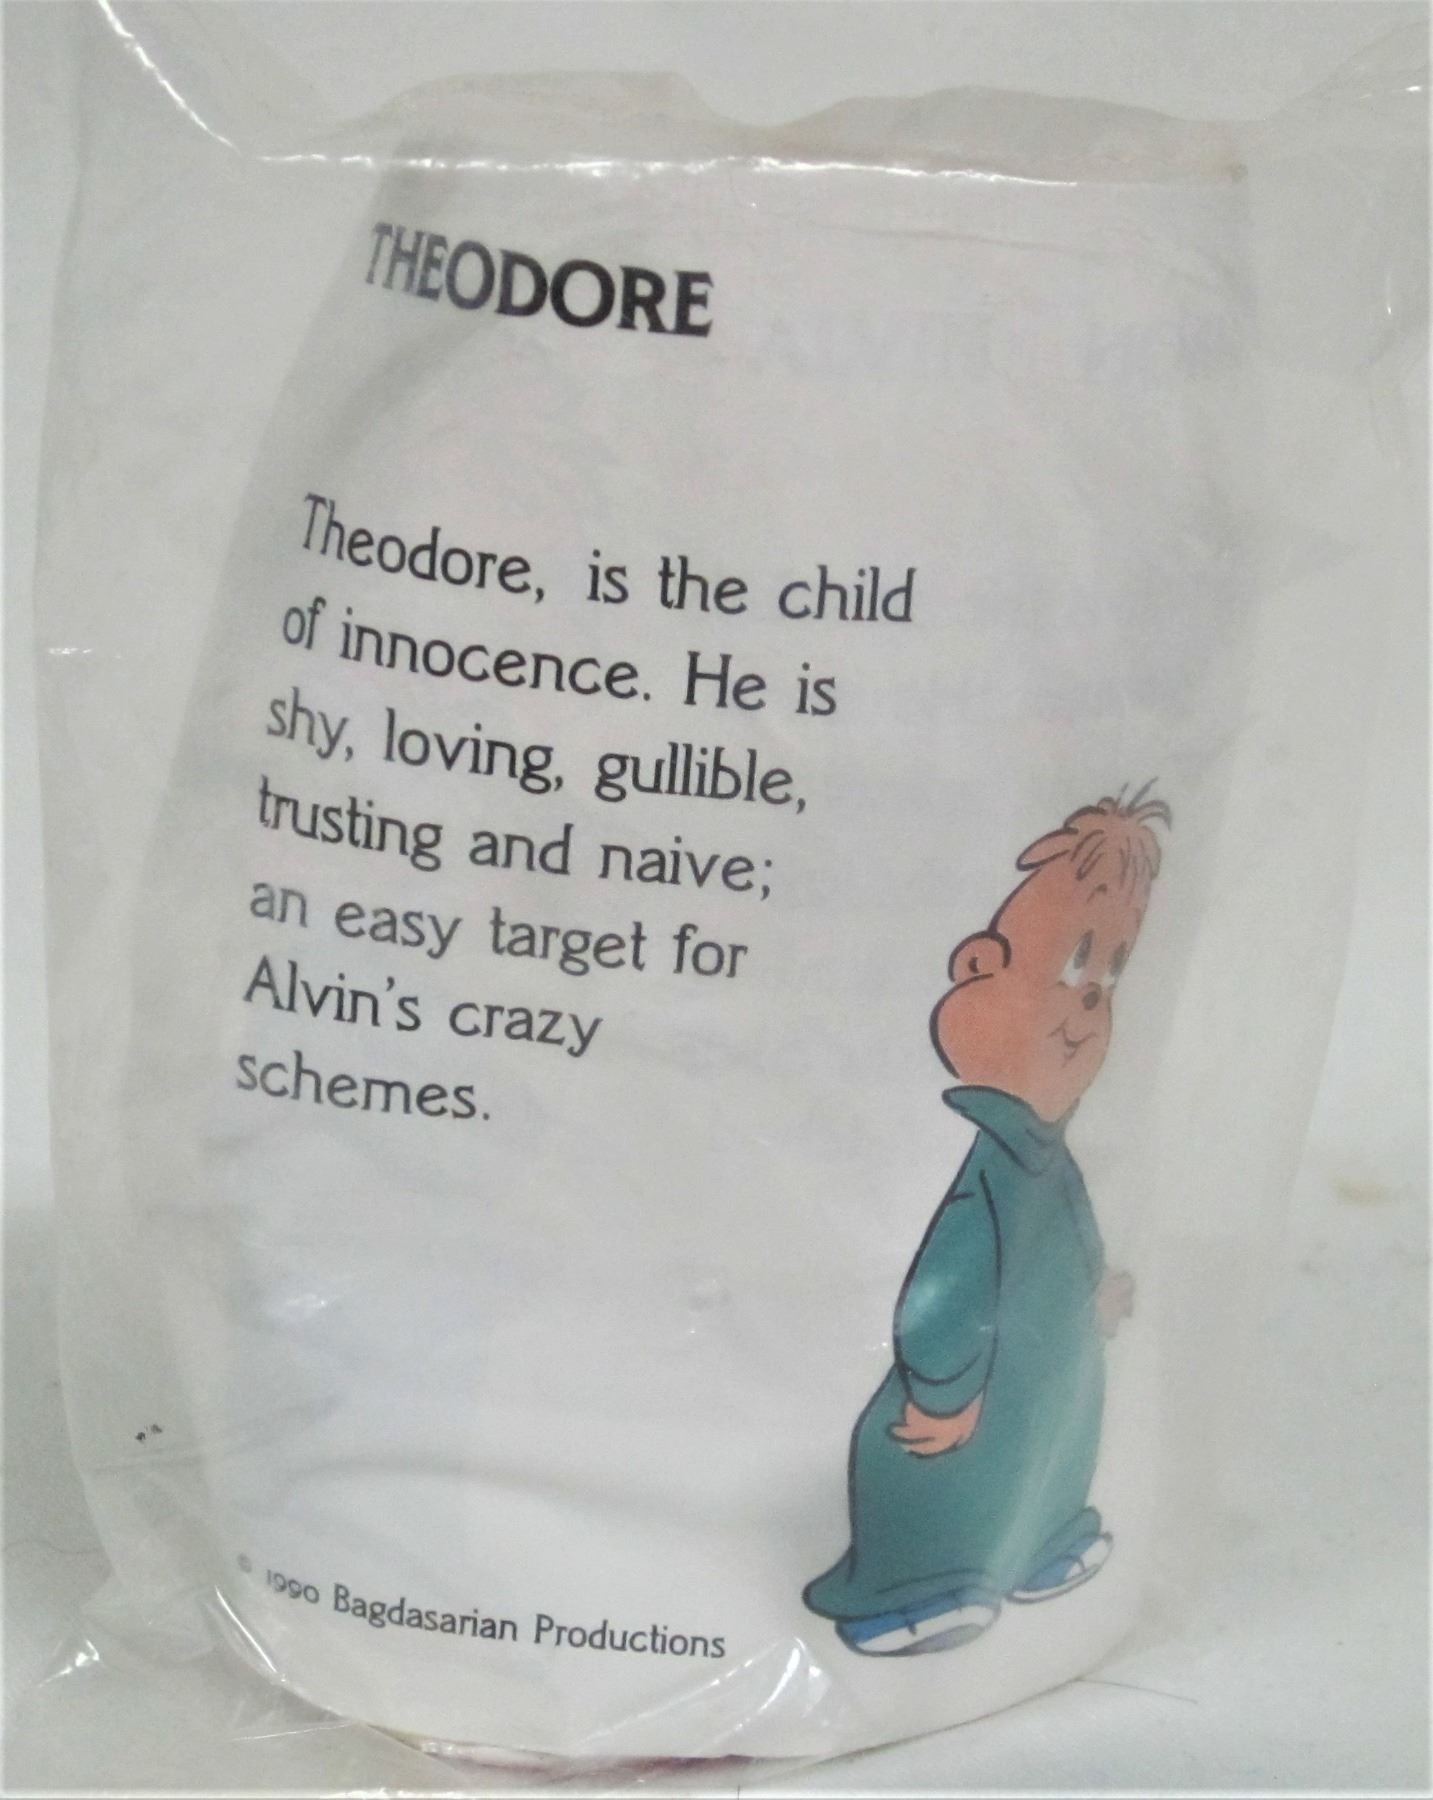 THEODORE
Theodore, is the child
of innocence. He is
shy, loving, gullible,
trusting and naive;
an easy target for
Alvin's crazy
schemes.
© 1990 Bagdasarian Productions